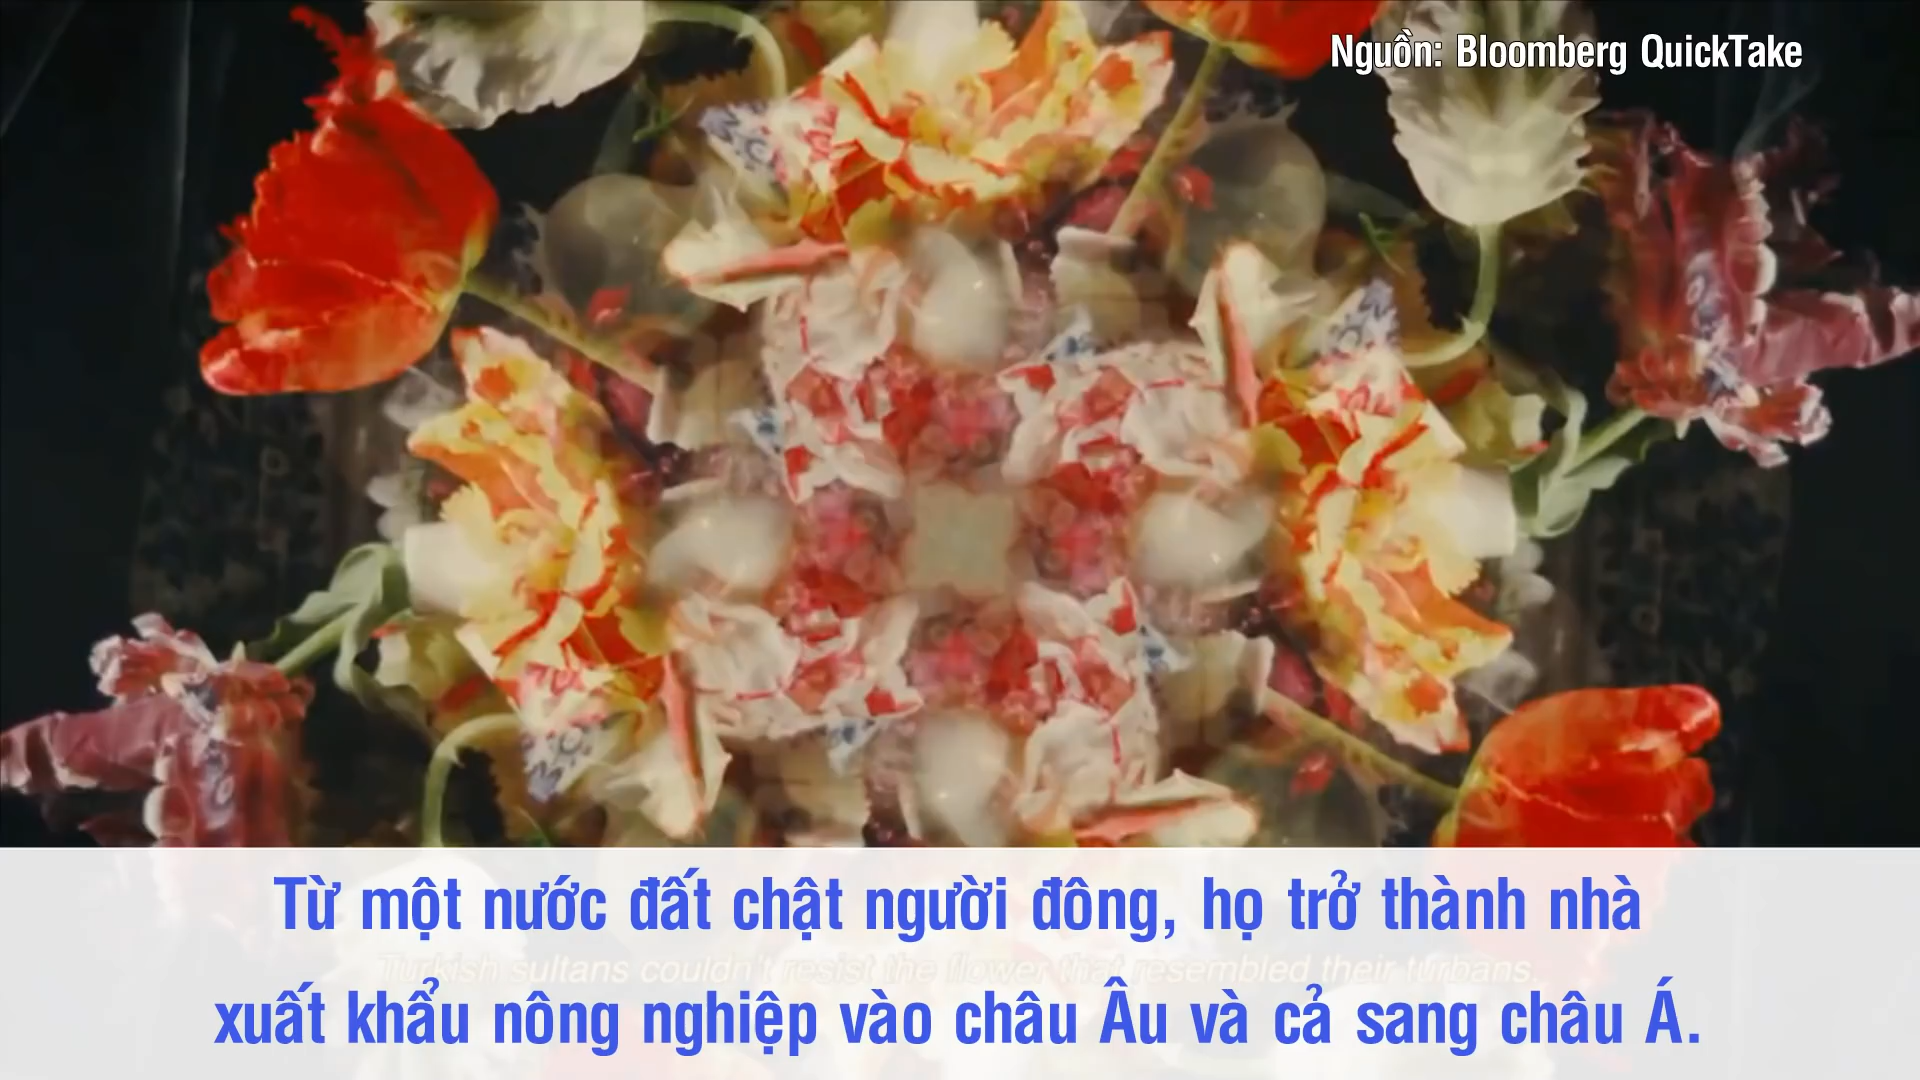 Nguồn: Bloomberg QuickTake
Từ một nước đất chật người đông, họ trở thành nhà
Turkish sultans couldn't resist the flower that resembled their turbans.
xuất khẩu nông nghiệp vào châu Âu và cả sang châu Á.